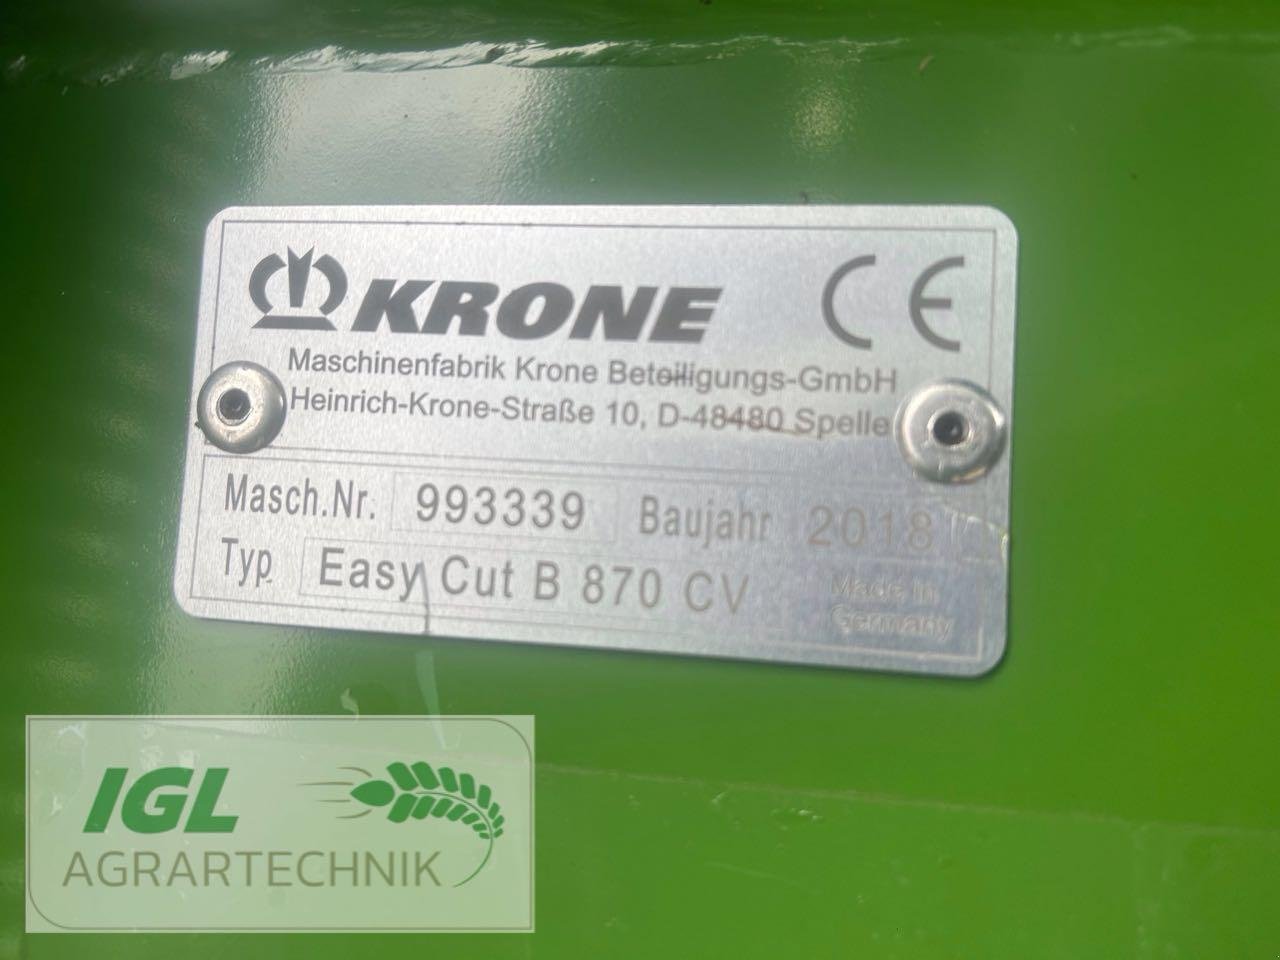 KRONE CE
Maschinenfabrik Krone Beteiligungs-GmbH
Heinrich-Krone-Straße 10, D-48480 Spelle
Masch.Nr. 993339 Baujahr 2018
Typ Easy Cut B 870 CV Made in
Germany
IGL
AGRARTECHNIK